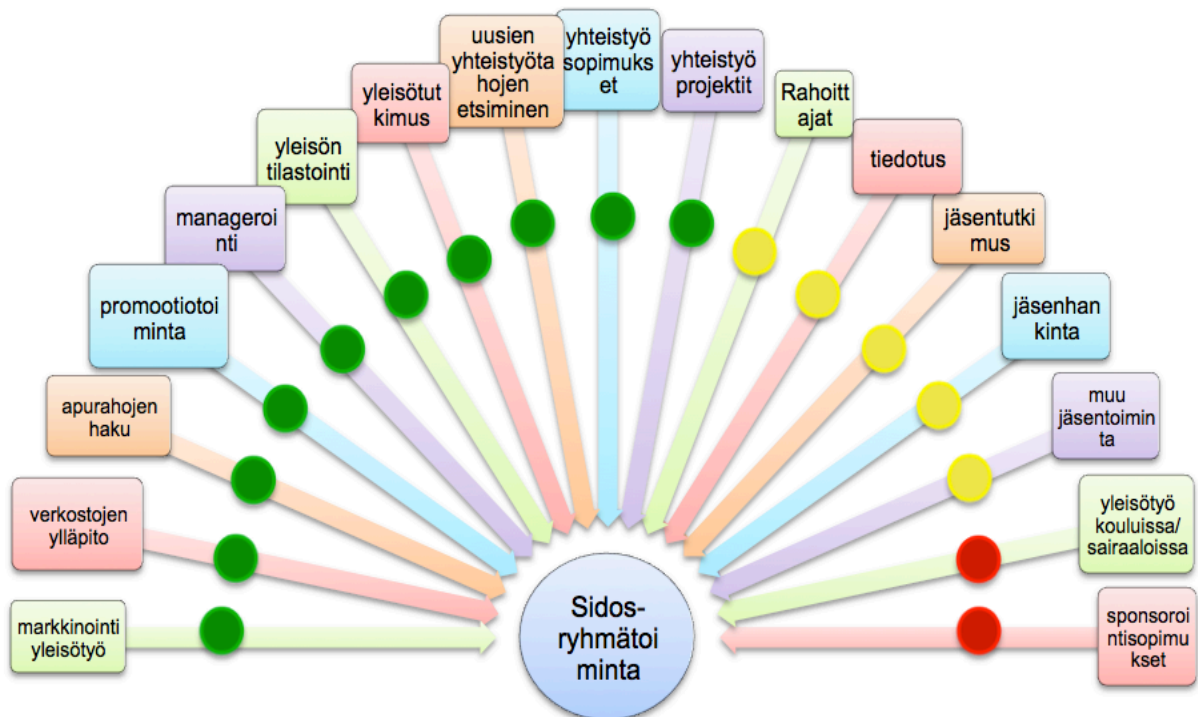 markkinointi
yleisötyö
verkostojen
ylläpito
apurahojen
haku
promootiotoi
minta
manageroi
nti
yleisön
tilastointi
yleisötut
kimus
uusien
yhteistyöta
hojen
etsiminen
yhteistyö
sopimuks
et
yhteistyö
projektit
Rahoitt
ajat
tiedotus
jäsentutki
mus
jäsenhan
kinta
muu
jäsentoimin
ta
yleisötyö
kouluissa/
sairaaloissa
sponsoroi
ntisopimu
kset
Sidos-
ryhmätoi
minta